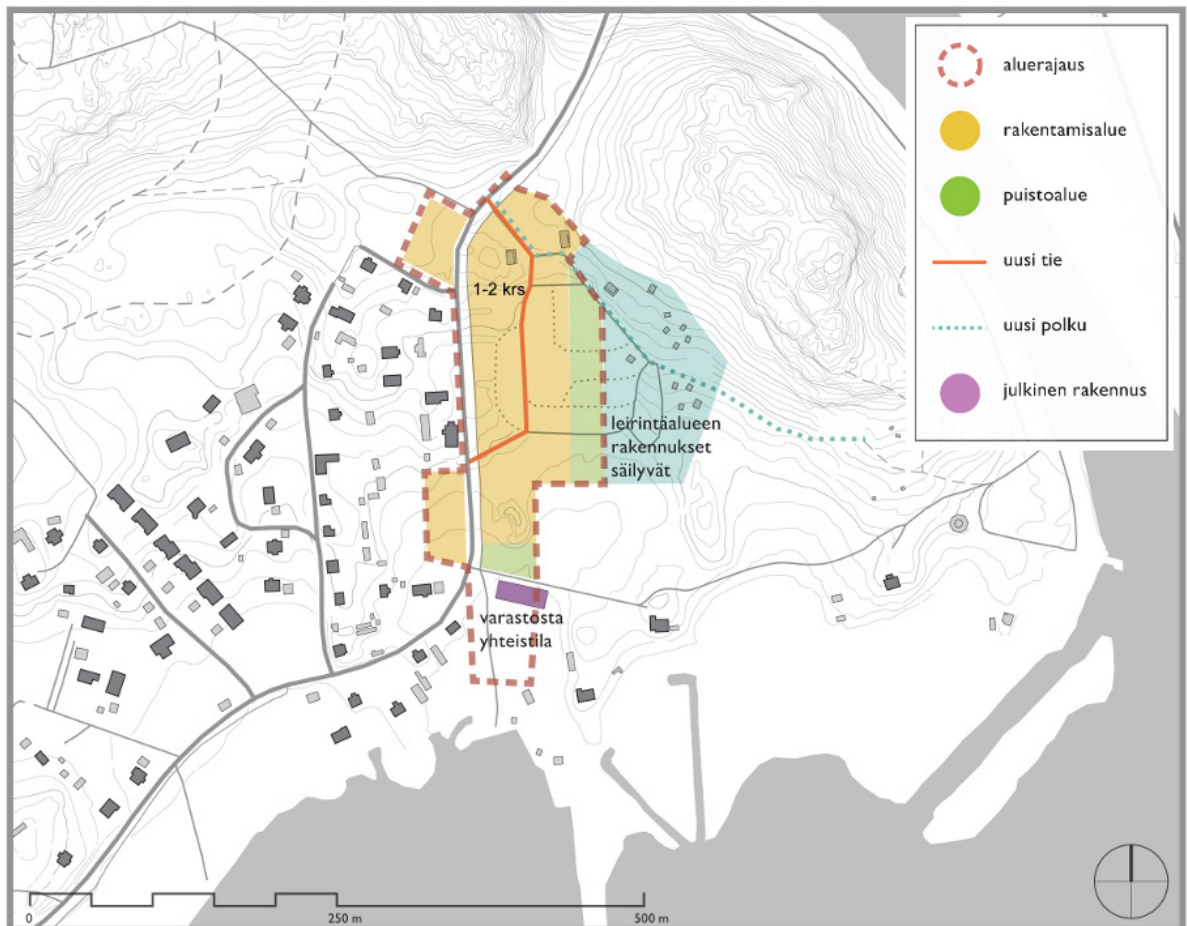 aluerajaus
rakentamisalue
puistoalue
uusi tie
uusi polku
julkinen rakennus
1-2 krs
leirintäalueen
rakennukset
säilyvät
varastosta
yhteistila
0
250 m
500 m